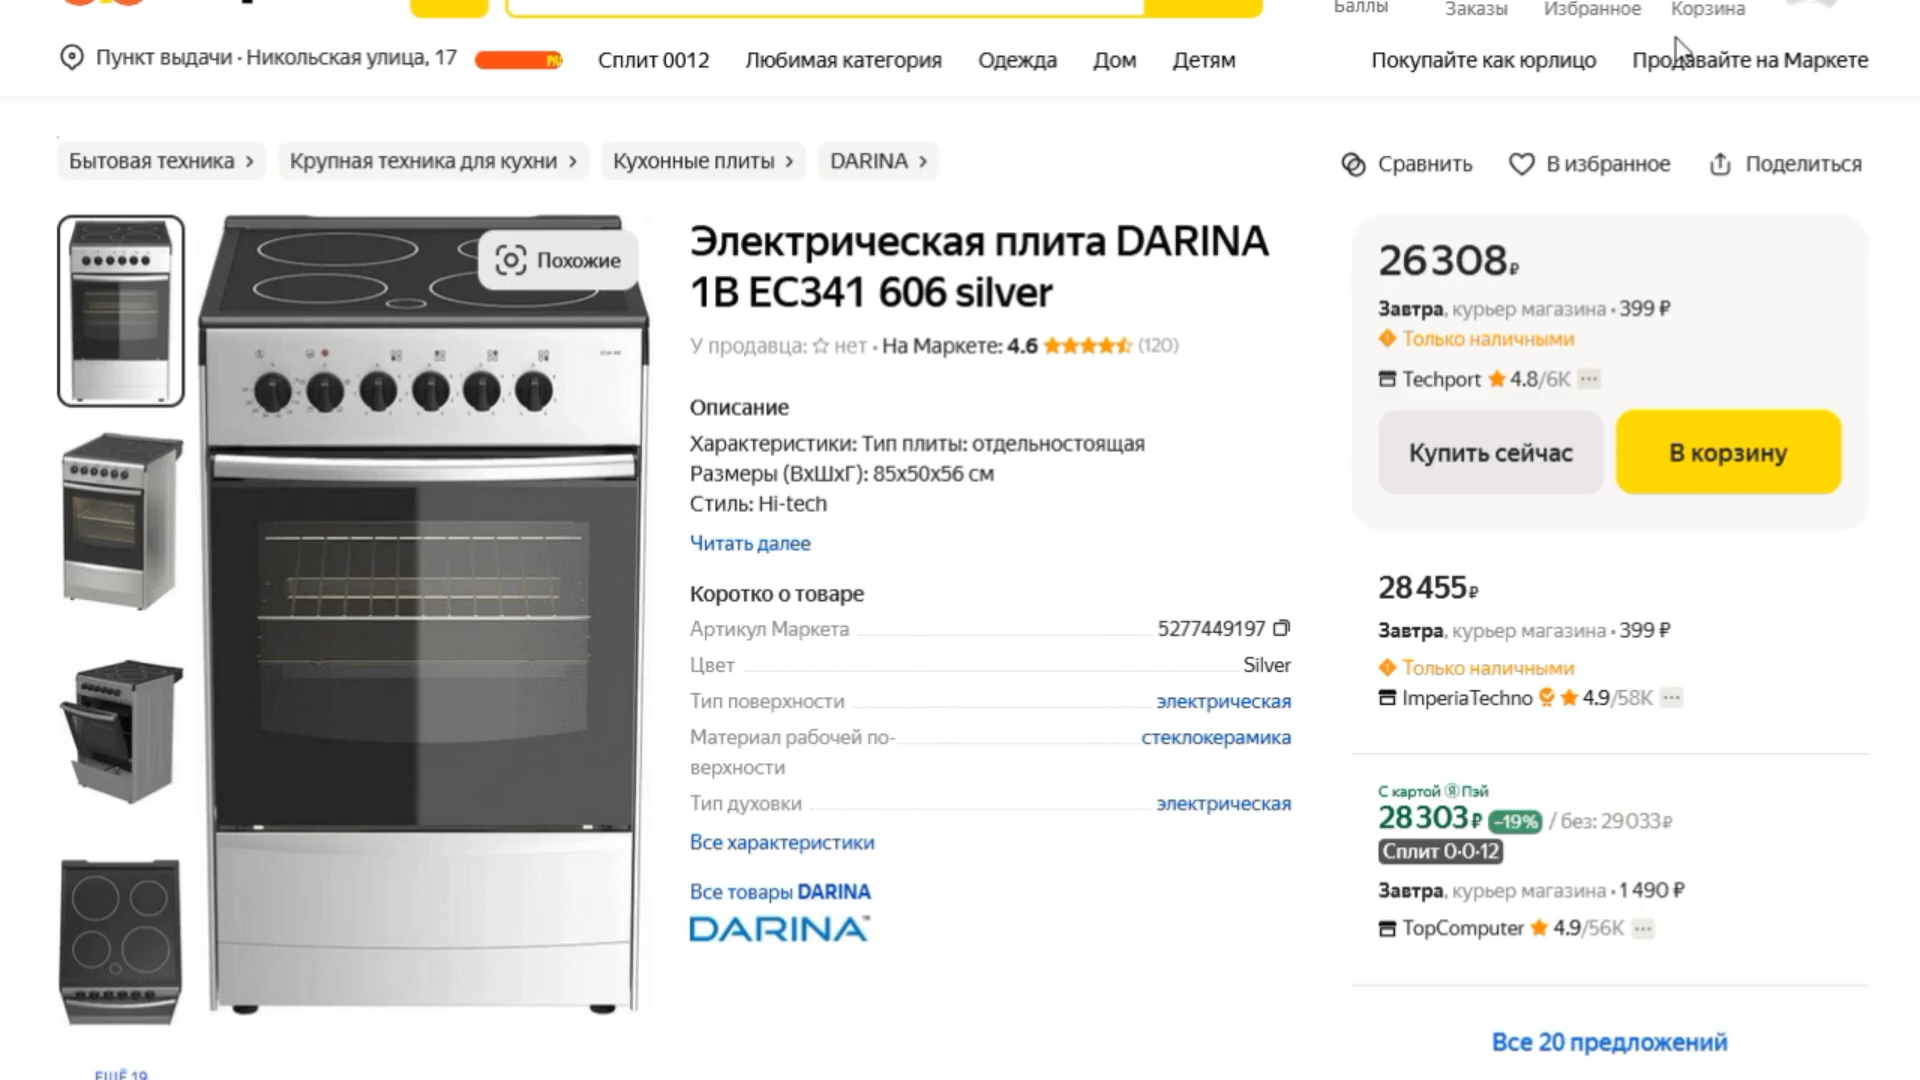 Баллы
Заказы
Избранное
Корзина
Пункт выдачи · Никольская улица, 17
Сплит 0012
Любимая категория
Одежда
Дом
Детям
Покупайте как юрлицо
Продавайте на Маркете
Бытовая техника
Крупная техника для кухни
Кухонные плиты
DARINA
Сравнить
В избранное
Поделиться
Похожие
Электрическая плита DARINA
1B EC341 606 silver
У продавца: ☆ нет • На Маркете: 4.6 (120)
Описание
Характеристики: Тип плиты: отдельностоящая
Размеры (ВхШхГ): 85х50х56 см
Стиль: Hi-tech
Читать далее
Коротко о товаре
Артикул Маркета 5277449197
Цвет Silver
Тип поверхности электрическая
Материал рабочей по- стеклокерамика
верхности
Тип духовки электрическая
Все характеристики
Все товары DARINA
DARINA™
26 308 ₽
Завтра, курьер магазина • 399 ₽
Только наличными
Techport ★ 4.8/6K ···
Купить сейчас
В корзину
28 455 ₽
Завтра, курьер магазина • 399 ₽
Только наличными
ImperiaTechno ★ 4.9/58K ···
С картой Я Пэй
28 303 ₽ –19% / без: 29 033 ₽
Сплит 0·0·12
Завтра, курьер магазина • 1 490 ₽
TopComputer ★ 4.9/56K ···
Все 20 предложений
ЕЩЁ 19